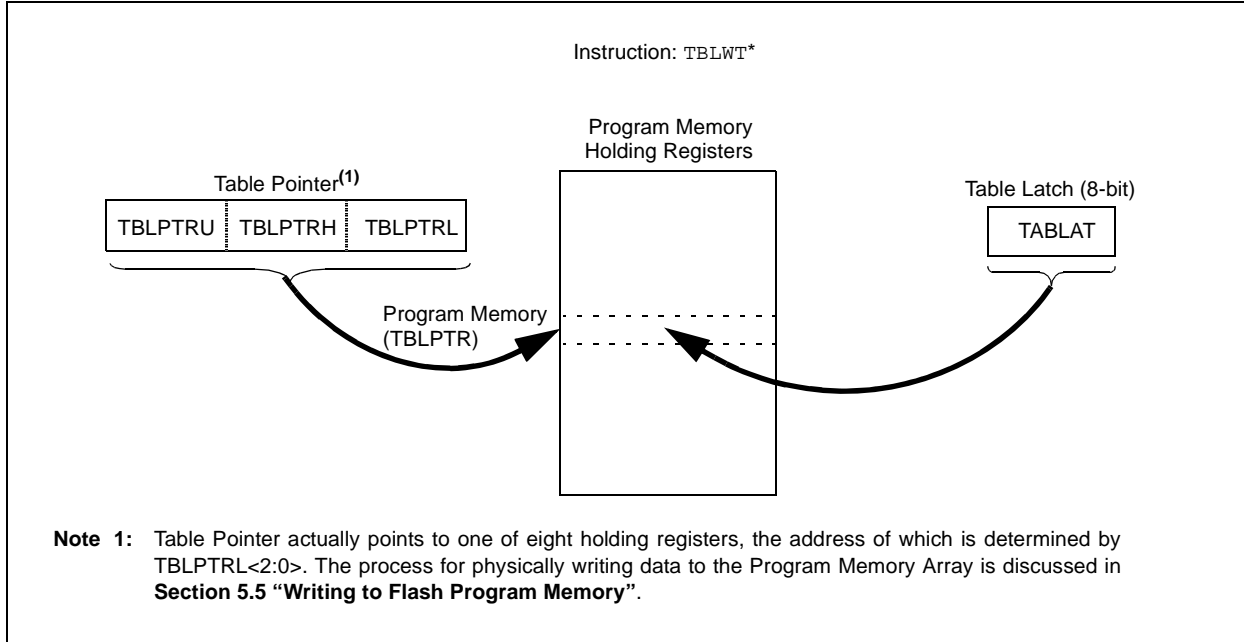 Instruction: TBLWT*
Program Memory
Holding Registers
Table Pointer(1)
Table Latch (8-bit)
TBLPTRU TBLPTRH TBLPTRL
TABLAT
Program Memory
(TBLPTR)
Note 1: Table Pointer actually points to one of eight holding registers, the address of which is determined by
TBLPTRL<2:0>. The process for physically writing data to the Program Memory Array is discussed in
Section 5.5 “Writing to Flash Program Memory”.